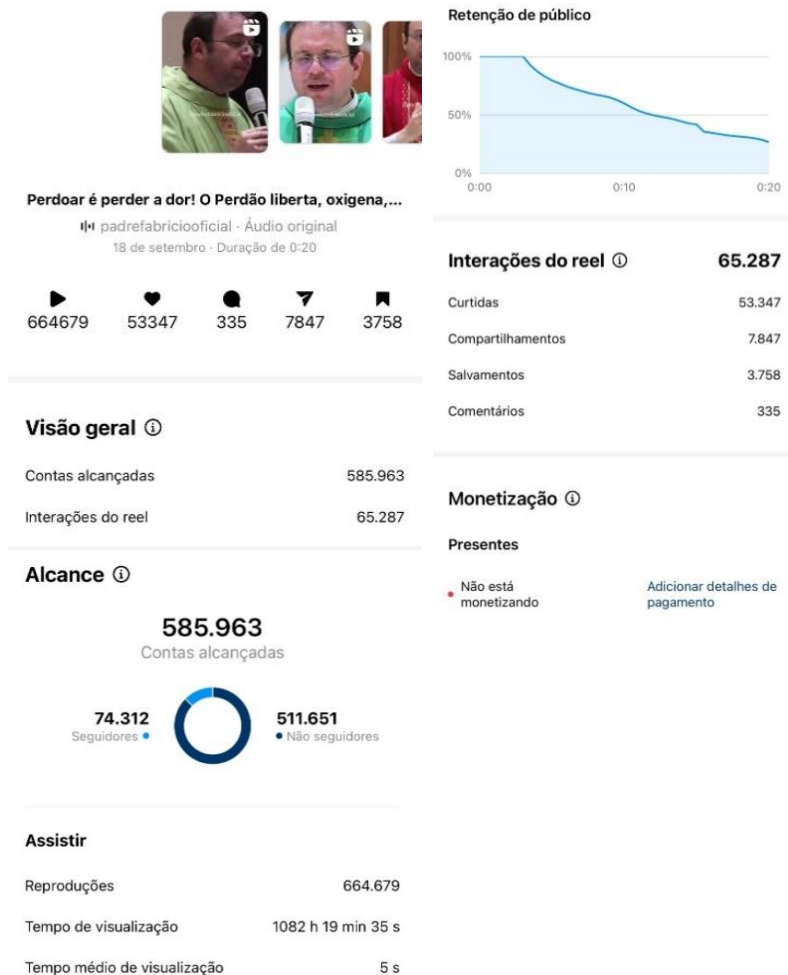 Perdoar é perder a dor! O Perdão liberta, oxigena,...
padrefabriciooficial · Áudio original
18 de setembro · Duração de 0:20
664679 53347 335 7847 3758
Visão geral
Contas alcançadas 585.963
Interações do reel 65.287
Alcance
585.963
Contas alcançadas
74.312 511.651
Seguidores Não seguidores
Assistir
Reproduções 664.679
Tempo de visualização 1082 h 19 min 35 s
Tempo médio de visualização 5 s
Retenção de público
100%
50%
0%
0:00 0:10 0:20
Interações do reel 65.287
Curtidas 53.347
Compartilhamentos 7.847
Salvamentos 3.758
Comentários 335
Monetização
Presentes
Não está Adicionar detalhes de
monetizando pagamento